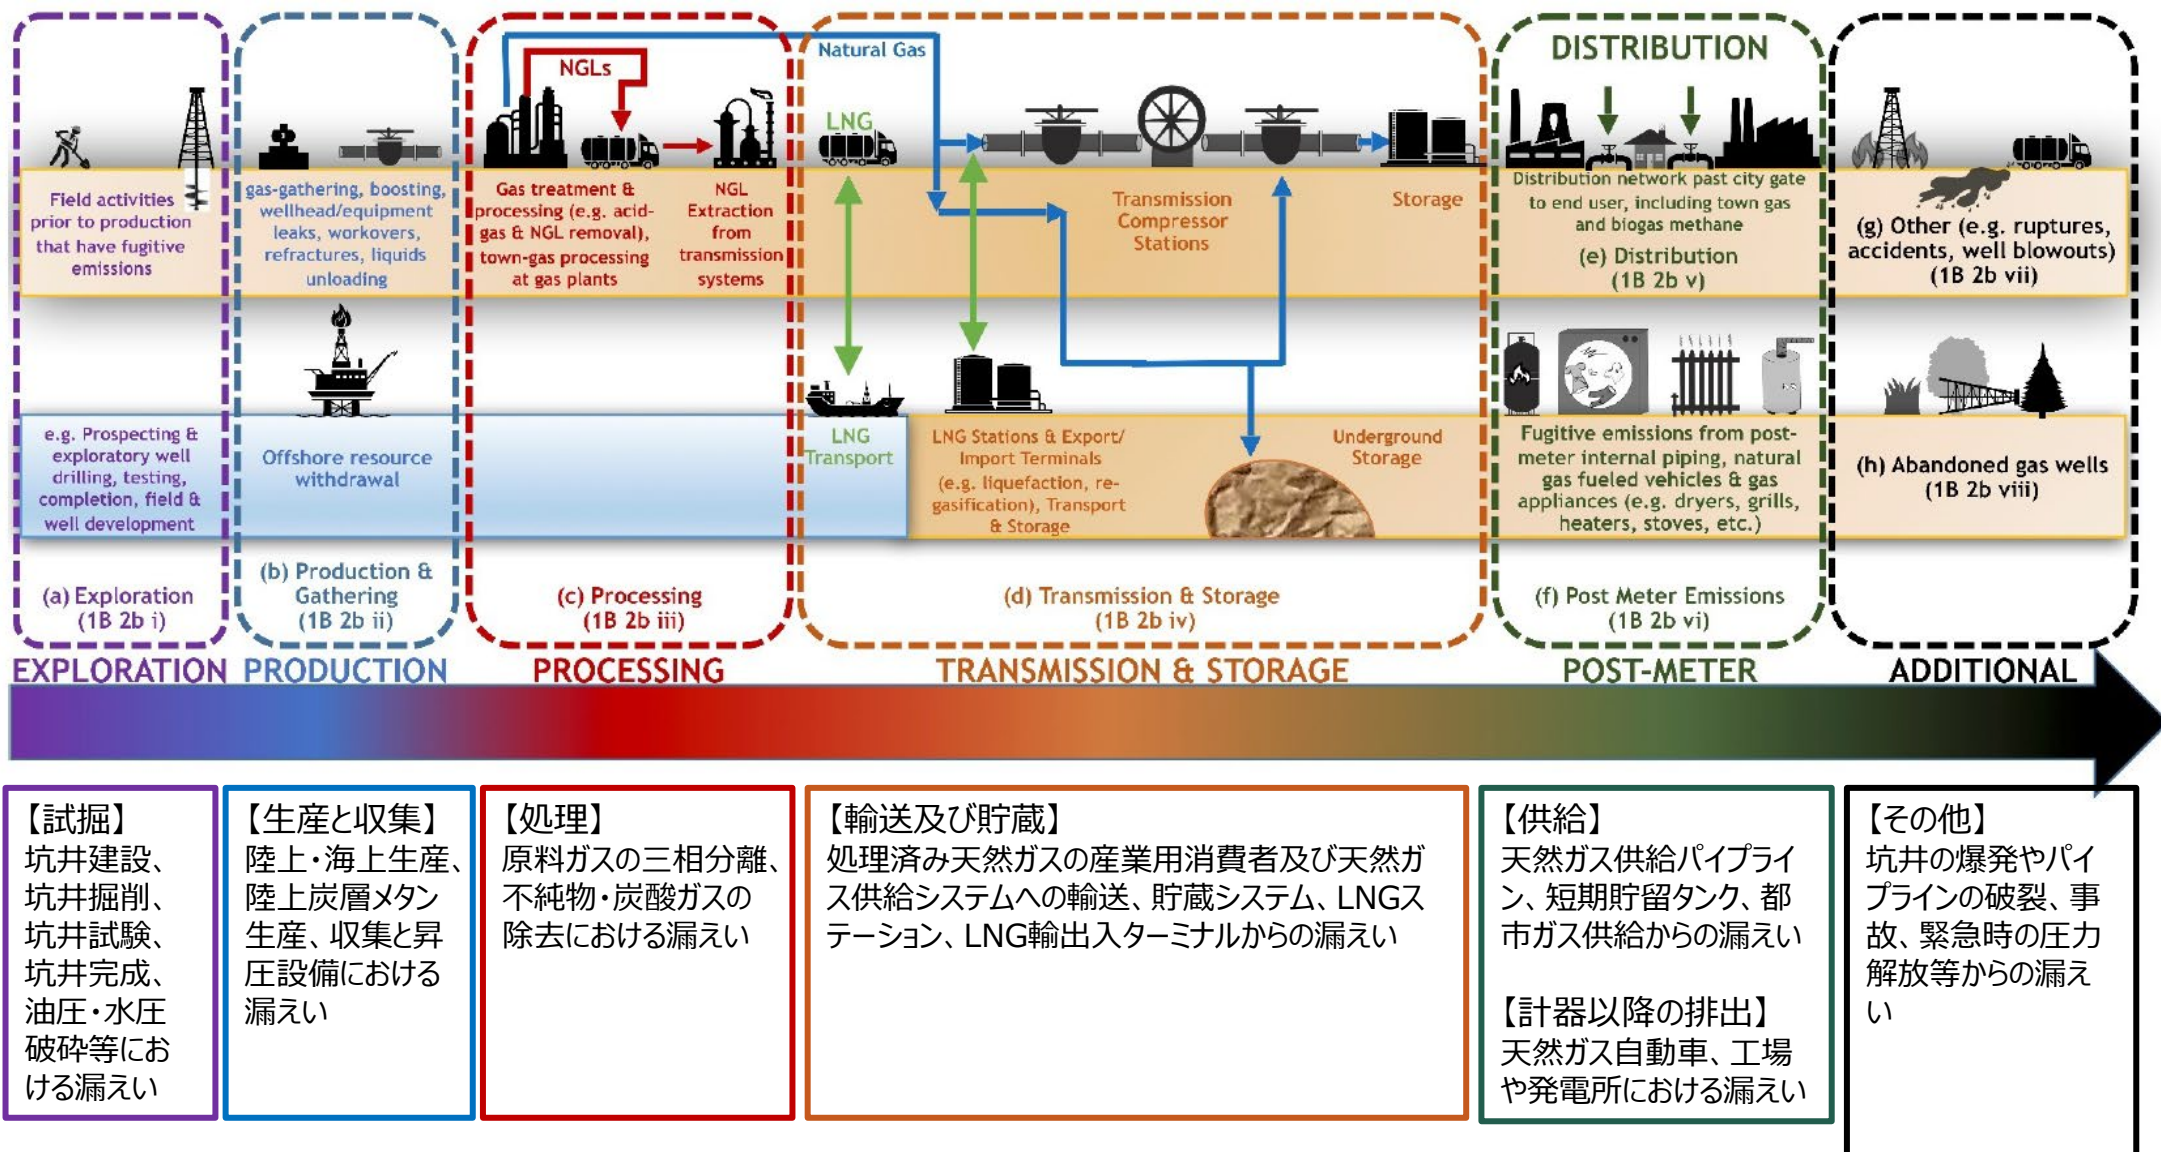 Field activities
prior to production
that have fugitive
emissions
e.g. Prospecting &
exploratory well
drilling, testing,
completion, field &
well development
(a) Exploration
(1B 2b i)
EXPLORATION
gas-gathering, boosting,
wellhead/equipment
leaks, workovers,
refractures, liquids
unloading
Offshore resource
withdrawal
(b) Production &
Gathering
(1B 2b ii)
PRODUCTION
NGLs
Gas treatment &
processing (e.g. acid-
gas & NGL removal),
town-gas processing
at gas plants
NGL
Extraction
from
transmission
systems
(c) Processing
(1B 2b iii)
PROCESSING
Natural Gas
LNG
Transmission
Compressor
Stations
Storage
LNG
Transport
LNG Stations & Export/
Import Terminals
(e.g. liquefaction, re-
gasification), Transport
& Storage
Underground
Storage
(d) Transmission & Storage
(1B 2b iv)
TRANSMISSION & STORAGE
DISTRIBUTION
Distribution network past city gate
to end user, including town gas
and biogas methane
(e) Distribution
(1B 2b v)
Fugitive emissions from post-
meter internal piping, natural
gas fueled vehicles & gas
appliances (e.g. dryers, grills,
heaters, stoves, etc.)
(f) Post Meter Emissions
(1B 2b vi)
POST-METER
(g) Other (e.g. ruptures,
accidents, well blowouts)
(1B 2b vii)
(h) Abandoned gas wells
(1B 2b viii)
ADDITIONAL
【試掘】
坑井建設、
坑井掘削、
坑井試験、
坑井完成、
油圧・水圧
破砕等にお
ける漏えい
【生産と収集】
陸上・海上生産、
陸上炭層メタン
生産、収集と昇
圧設備における
漏えい
【処理】
原料ガスの三相分離、
不純物・炭酸ガスの
除去における漏えい
【輸送及び貯蔵】
処理済み天然ガスの産業用消費者及び天然ガ
ス供給システムへの輸送、貯蔵システム、LNGス
テーション、LNG輸出入ターミナルからの漏えい
【供給】
天然ガス供給パイプライ
ン、短期貯留タンク、都
市ガス供給からの漏えい
【計器以降の排出】
天然ガス自動車、工場
や発電所における漏えい
【その他】
坑井の爆発やパイ
プラインの破裂、事
故、緊急時の圧力
解放等からの漏え
い